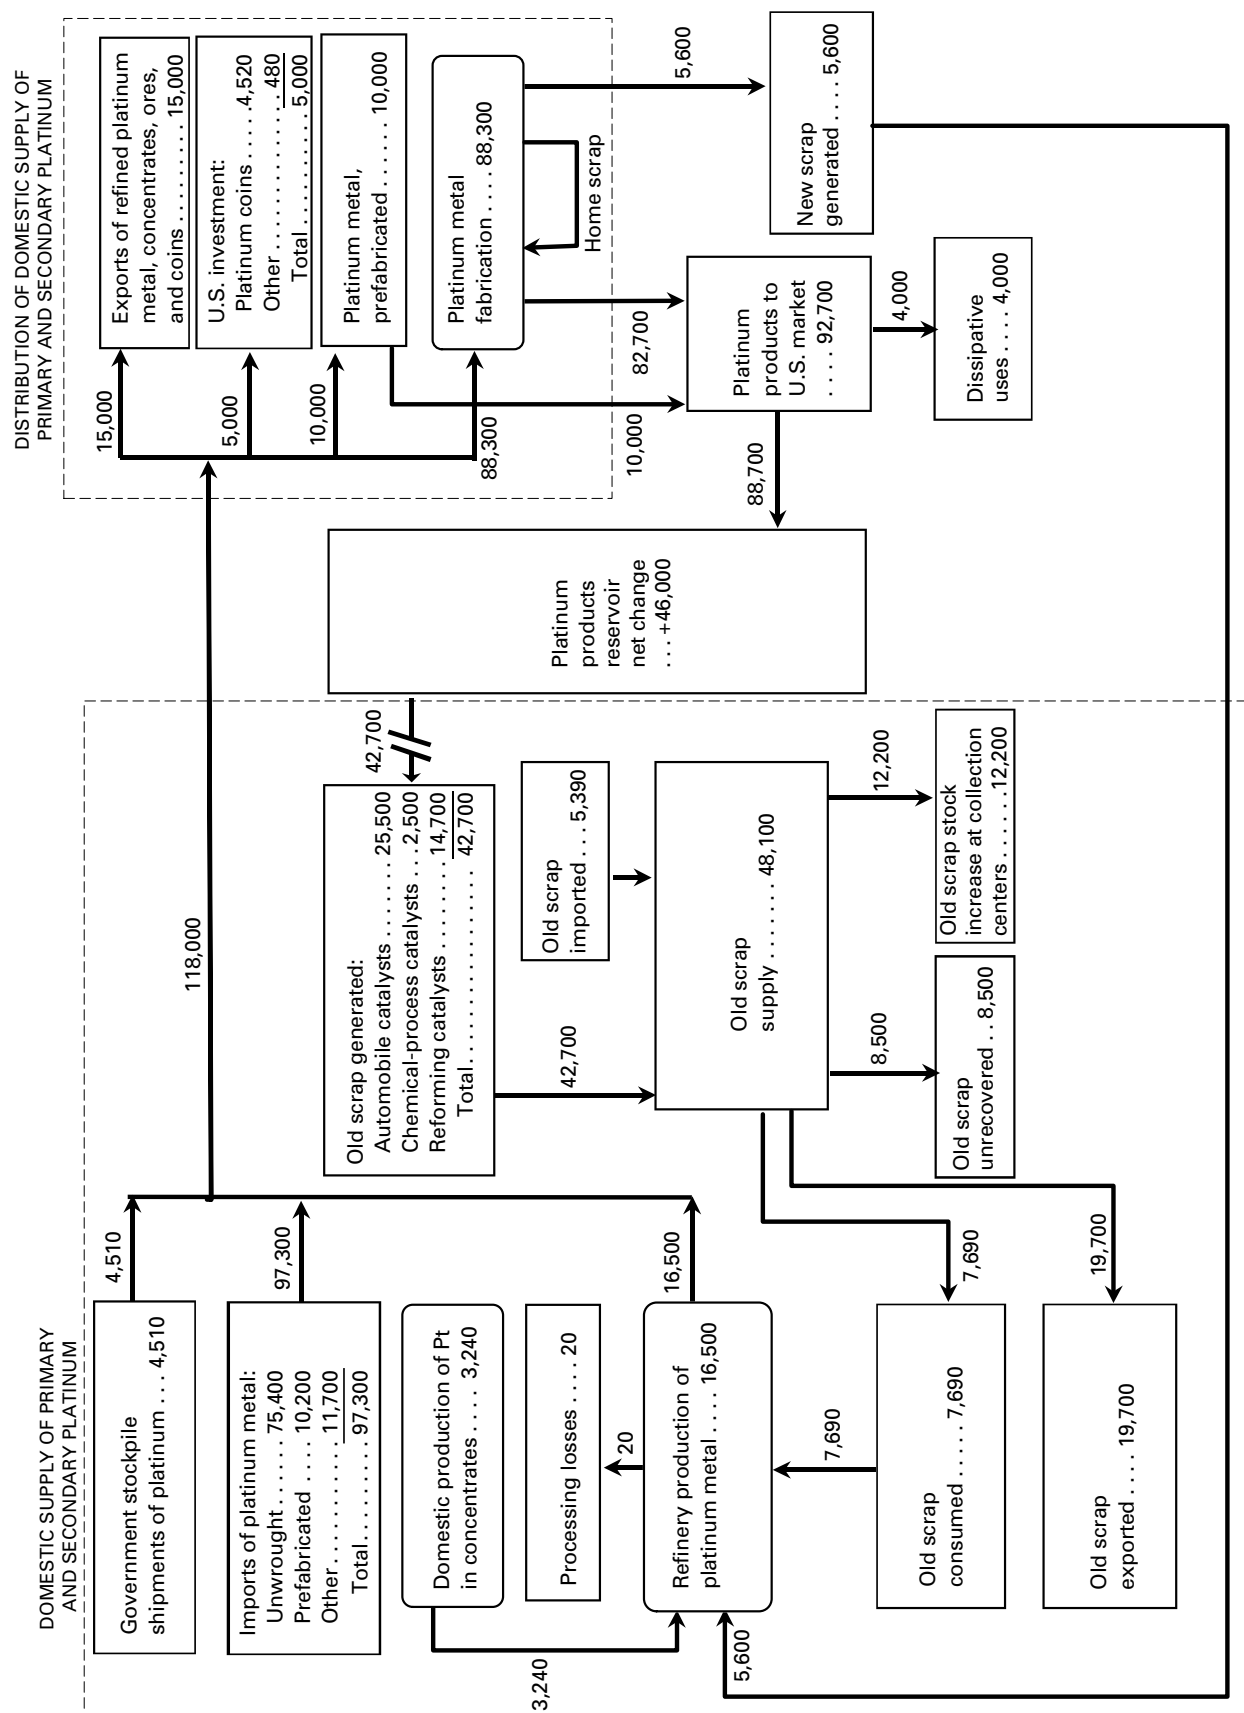 DOMESTIC SUPPLY OF PRIMARY
AND SECONDARY PLATINUM
Government stockpile
shipments of platinum . . . 4,510
4,510
Imports of platinum metal:
Unwrought . . . . . . . 75,400
Prefabricated . . . . 10,200
Other. . . . . . . . . . . 11,700
Total. . . . . . . . . . 97,300
97,300
Domestic production of Pt
in concentrates . . . . 3,240
3,240
Processing losses . . . . 20
20
Refinery production of
platinum metal . . . . 16,500
16,500
5,600
7,690
Old scrap
consumed . . . . . 7,690
7,690
Old scrap
exported . . . . . 19,700
19,700
118,000
Old scrap generated:
Automobile catalysts . . . . . . . 25,500
Chemical-process catalysts . . . 2,500
Reforming catalysts . . . . . . . . 14,700
Total. . . . . . . . . . . . . . . . . . . 42,700
42,700
42,700
Old scrap
imported . . . 5,390
Old scrap
supply . . . . . . . 48,100
8,500
12,200
Old scrap
unrecovered . . 8,500
Old scrap stock
increase at collection
centers . . . . . .12,200
Platinum
products
reservoir
net change
. . . +46,000
DISTRIBUTION OF DOMESTIC SUPPLY OF
PRIMARY AND SECONDARY PLATINUM
15,000
Exports of refined platinum
metal, concentrates, ores,
and coins . . . . . . . . . 15,000
5,000
U.S. investment:
Platinum coins . . . . .4,520
Other . . . . . . . . . . . . . 480
Total . . . . . . . . . . . 5,000
10,000
Platinum metal,
prefabricated . . . . . . 10,000
88,300
Platinum metal
fabrication . . . . 88,300
Home scrap
10,000
82,700
5,600
Platinum
products to
U.S. market
. . . . 92,700
88,700
4,000
Dissipative
uses . . . . 4,000
New scrap
generated . . . . 5,600